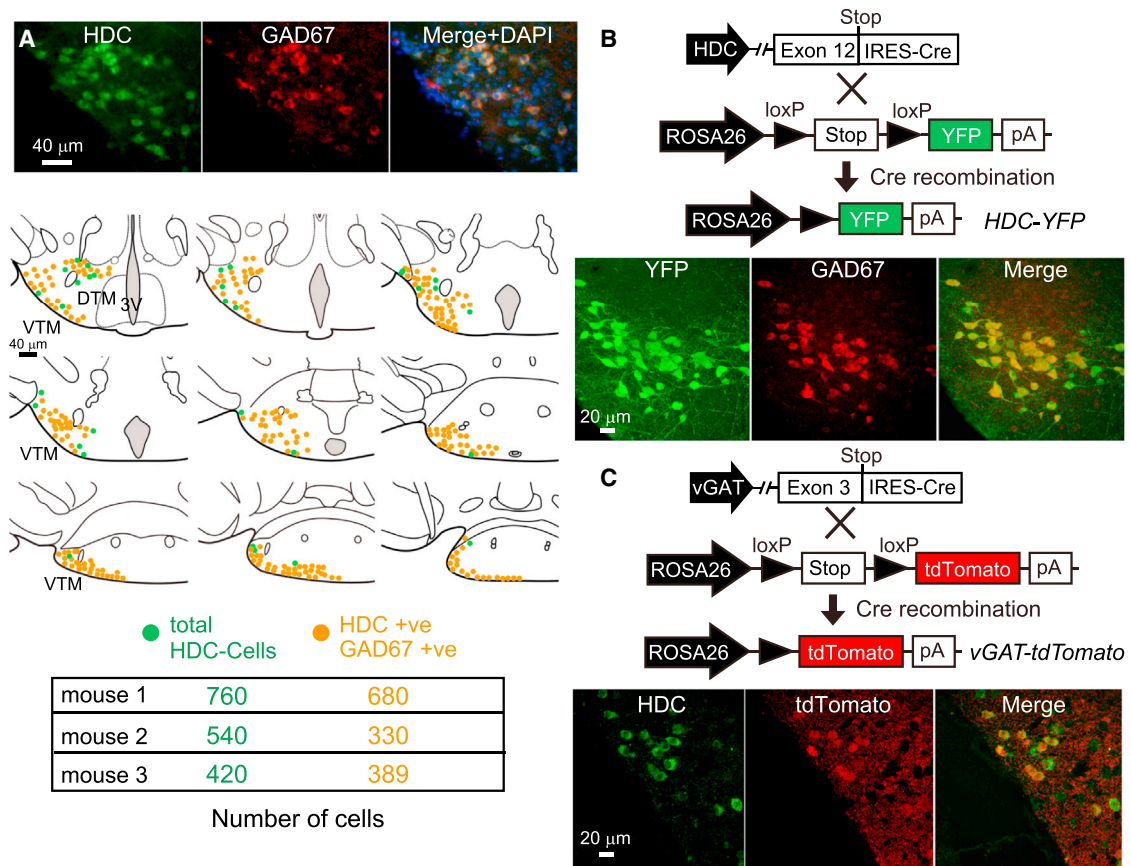 A
HDC
GAD67
Merge+DAPI
40 µm
DTM
3V
VTM
40 µm
VTM
VTM
total
HDC-Cells
HDC +ve
GAD67 +ve
mouse 1 760 680
mouse 2 540 330
mouse 3 420 389
Number of cells
B
Stop
HDC
Exon 12
IRES-Cre
loxP
loxP
ROSA26
Stop
YFP
pA
Cre recombination
ROSA26
YFP
pA
HDC-YFP
YFP
GAD67
Merge
20 µm
C
Stop
vGAT
Exon 3
IRES-Cre
loxP
loxP
ROSA26
Stop
tdTomato
pA
Cre recombination
ROSA26
tdTomato
pA
vGAT-tdTomato
HDC
tdTomato
Merge
20 µm